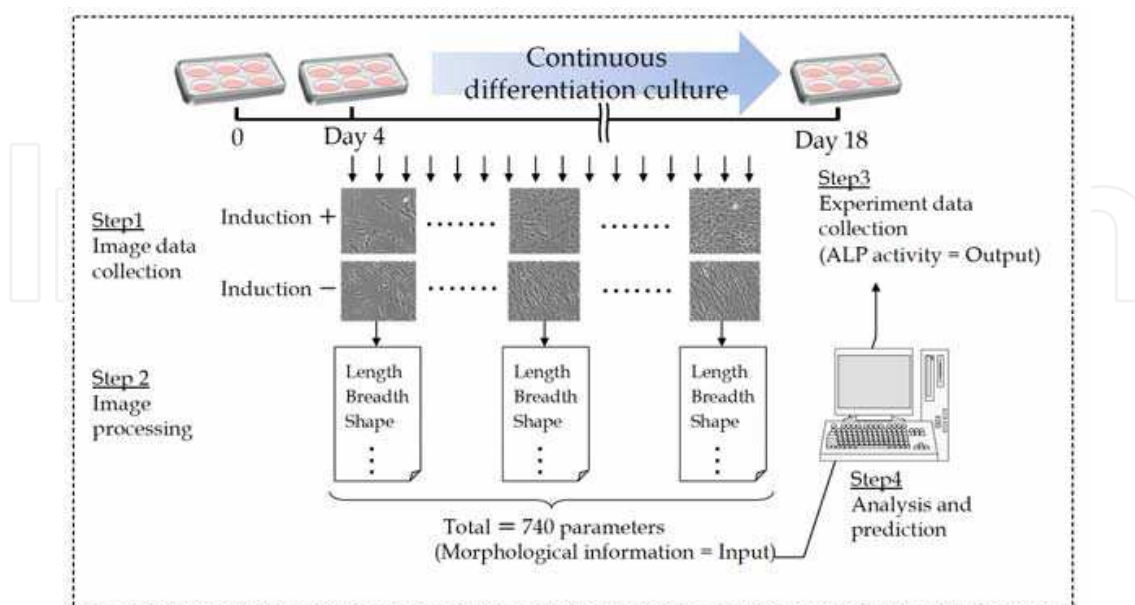 Continuous
differentiation culture
0
Day 4
Day 18
Step1
Image data
collection
Induction +
Induction −
Step3
Experiment data
collection
(ALP activity = Output)
Step 2
Image
processing
Length
Breadth
Shape
Length
Breadth
Shape
Length
Breadth
Shape
Step4
Analysis and
prediction
Total = 740 parameters
(Morphological information = Input)